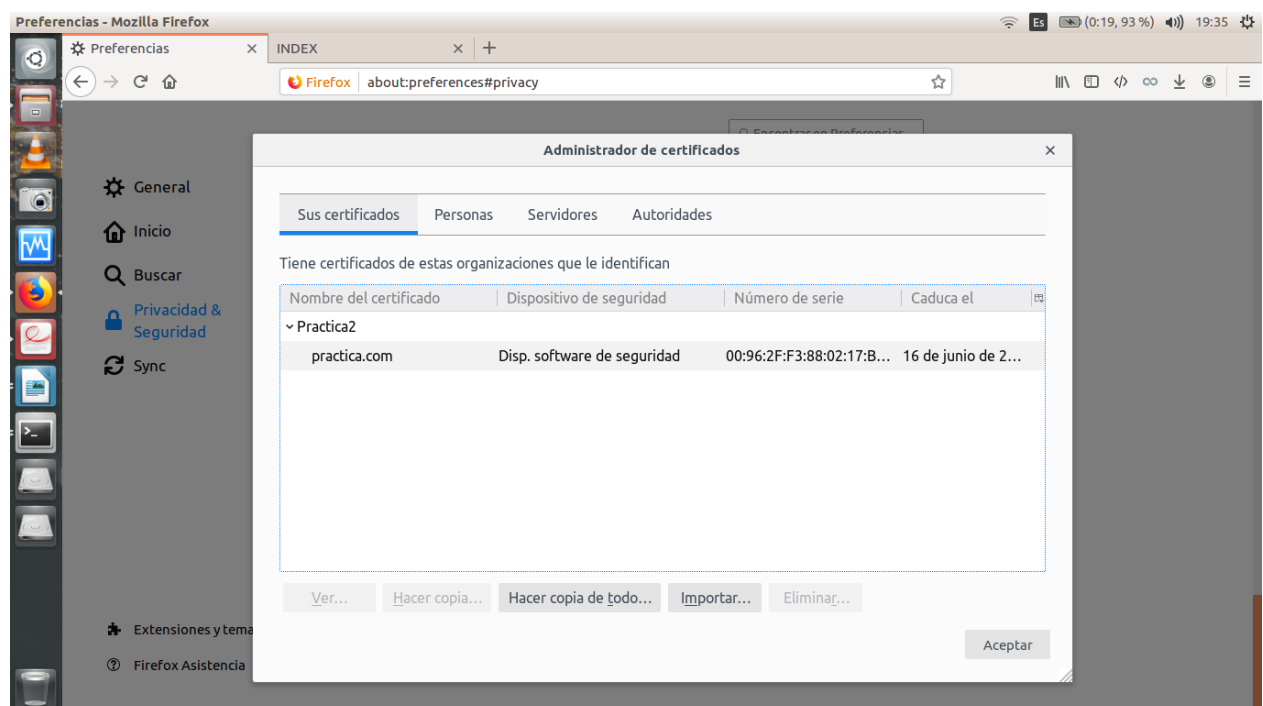 Preferencias - Mozilla Firefox
Es (0:19, 93 %) 19:35
Preferencias INDEX
Firefox about:preferences#privacy
Encontrar en Preferencias
Administrador de certificados
General
Inicio
Buscar
Privacidad &
Seguridad
Sync
Sus certificados Personas Servidores Autoridades
Tiene certificados de estas organizaciones que le identifican
Nombre del certificado Dispositivo de seguridad Número de serie Caduca el
Practica2
practica.com Disp. software de seguridad 00:96:2F:F3:88:02:17:B... 16 de junio de 2...
Ver... Hacer copia... Hacer copia de todo... Importar... Eliminar...
Aceptar
Extensiones y tema
Firefox Asistencia